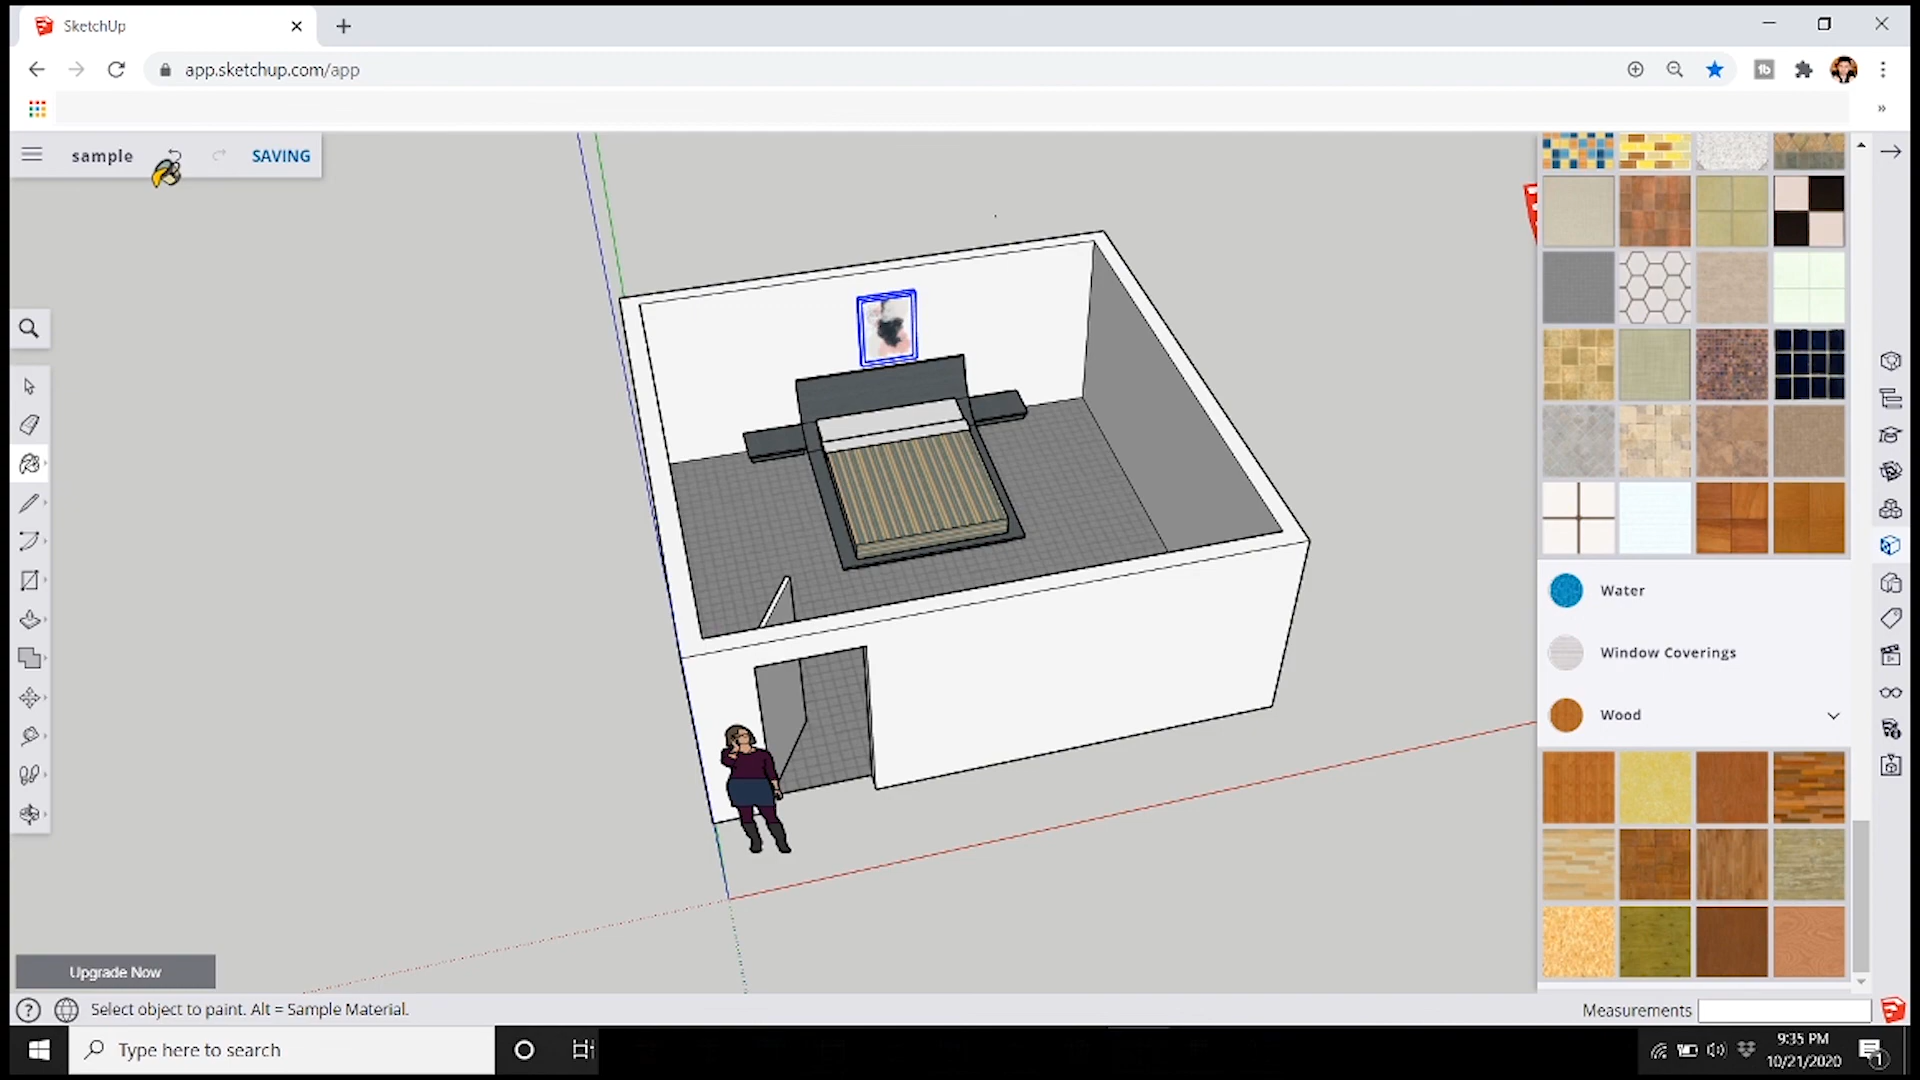 SketchUp
app.sketchup.com/app
sample
SAVING
Water
Window Coverings
Wood
Upgrade Now
Select object to paint. Alt = Sample Material.
Measurements
Type here to search
9:35 PM
10/21/2020
1